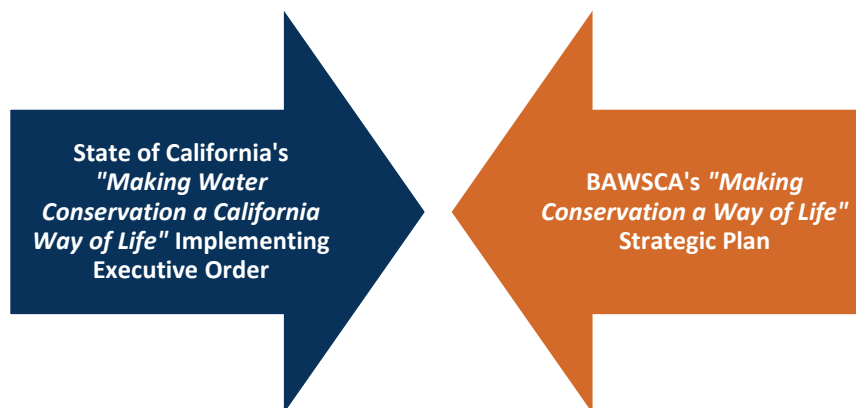 State of California's
"Making Water
Conservation a California
Way of Life" Implementing
Executive Order
BAWSCA's "Making
Conservation a Way of Life"
Strategic Plan